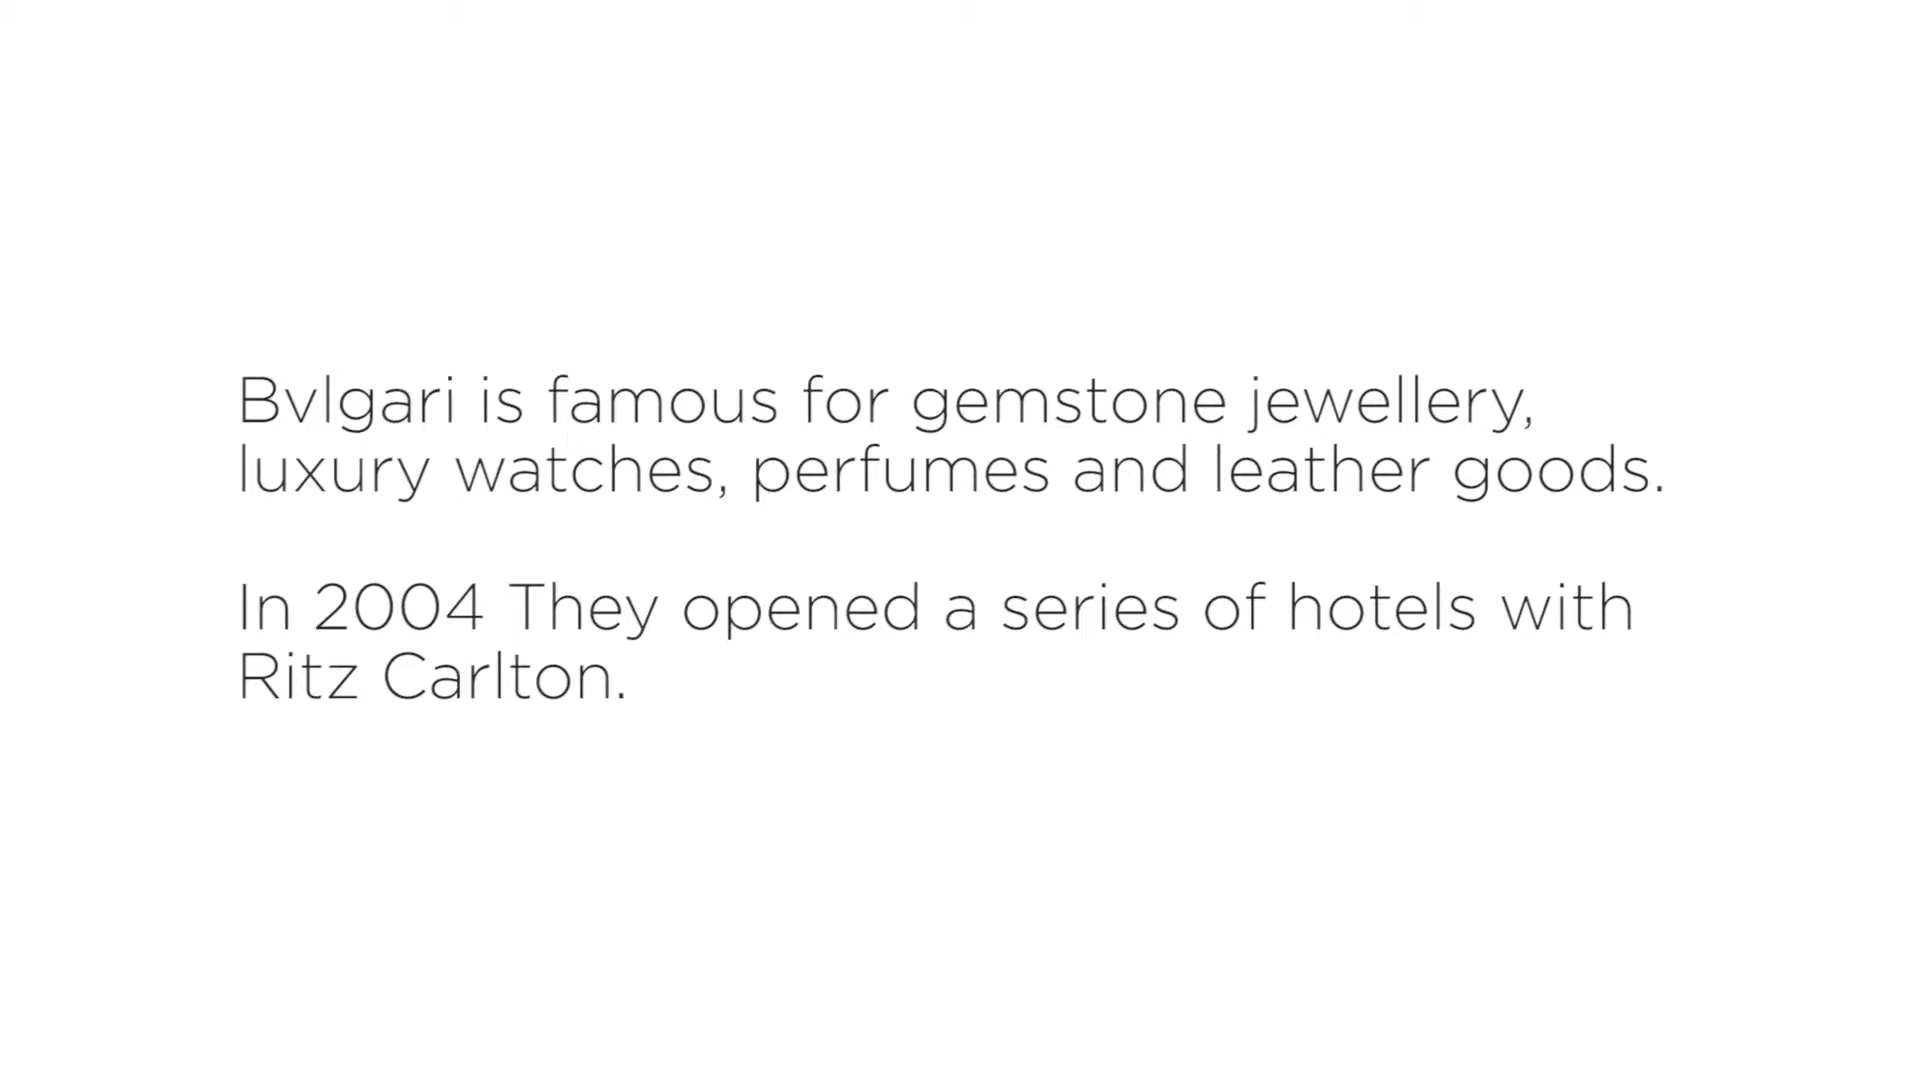 Bvlgari is famous for gemstone jewellery,
luxury watches, perfumes and leather goods.
In 2004 They opened a series of hotels with
Ritz Carlton.